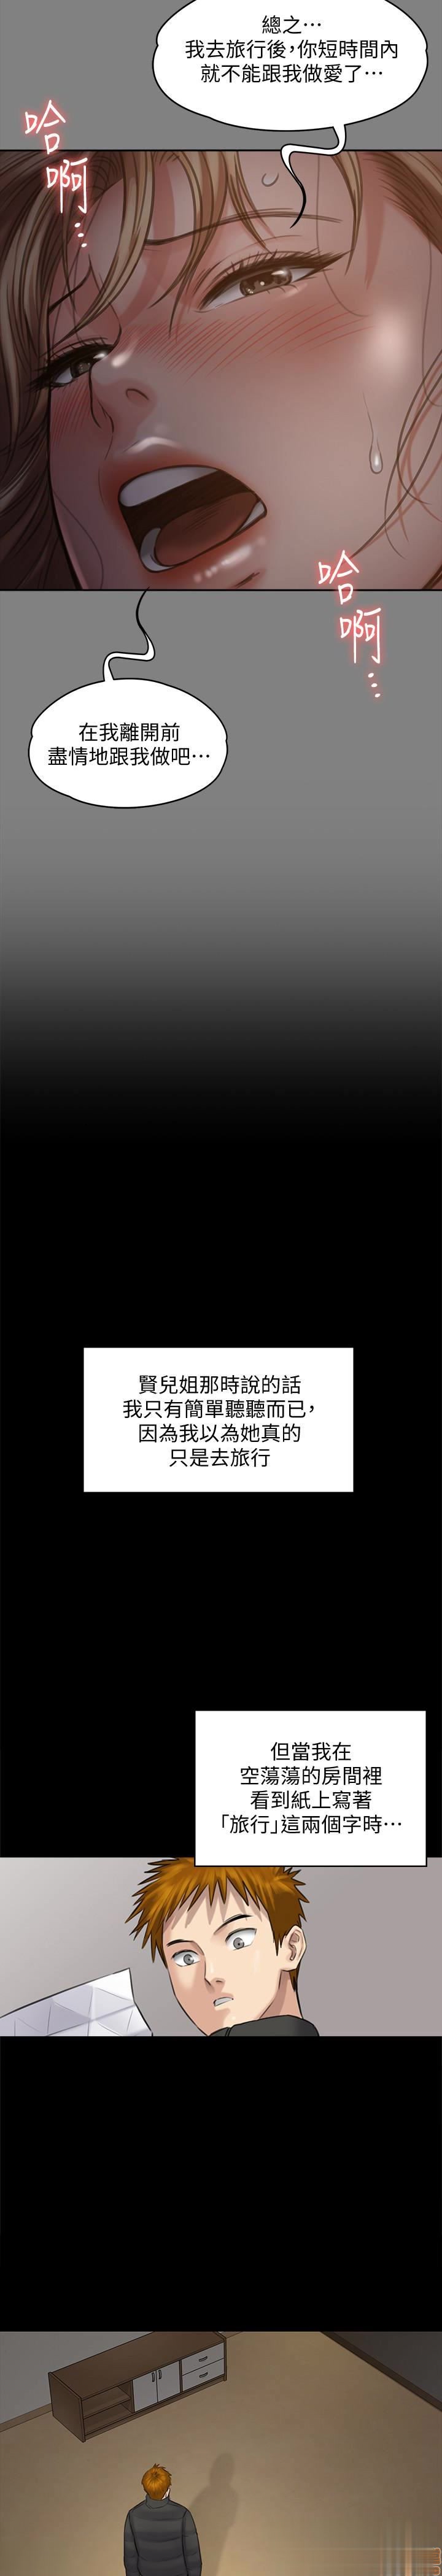 總之…
我去旅行後，你短時間內
就不能跟我做愛了…
哈
啊
⋮
哈
啊
⋮
在我離開前
盡情地跟我做吧…
賢兒姐那時說的話
我只有簡單聽聽而已，
因為我以為她真的
只是去旅行
但當我在
空蕩蕩的房間裡
看到紙上寫著
「旅行」這兩個字時…